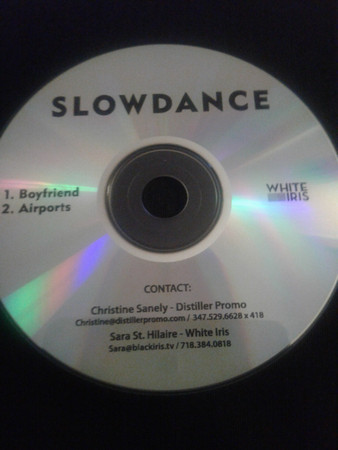 SLOWDANCE
1. Boyfriend
2. Airports
WHITE
IRIS
CONTACT:
Christine Sanely - Distiller Promo
Christine@distillerpromo.com / 347.529.6628 x 418
Sara St. Hilaire - White Iris
Sara@blackiris.tv / 718.384.0818